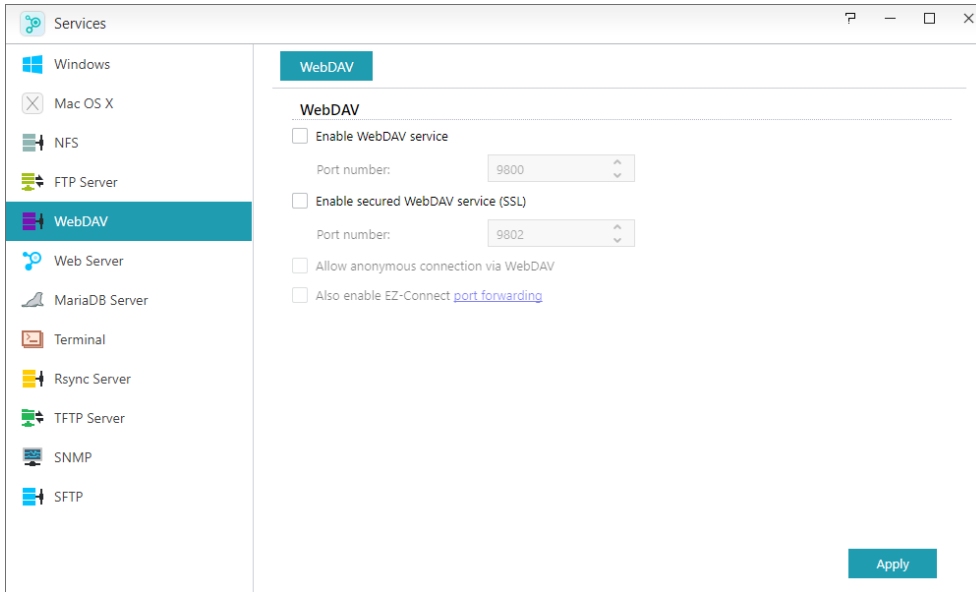 Services
Windows
Mac OS X
NFS
FTP Server
WebDAV
Web Server
MariaDB Server
Terminal
Rsync Server
TFTP Server
SNMP
SFTP
WebDAV
WebDAV
Enable WebDAV service
Port number: 9800
Enable secured WebDAV service (SSL)
Port number: 9802
Allow anonymous connection via WebDAV
Also enable EZ-Connect port forwarding
Apply